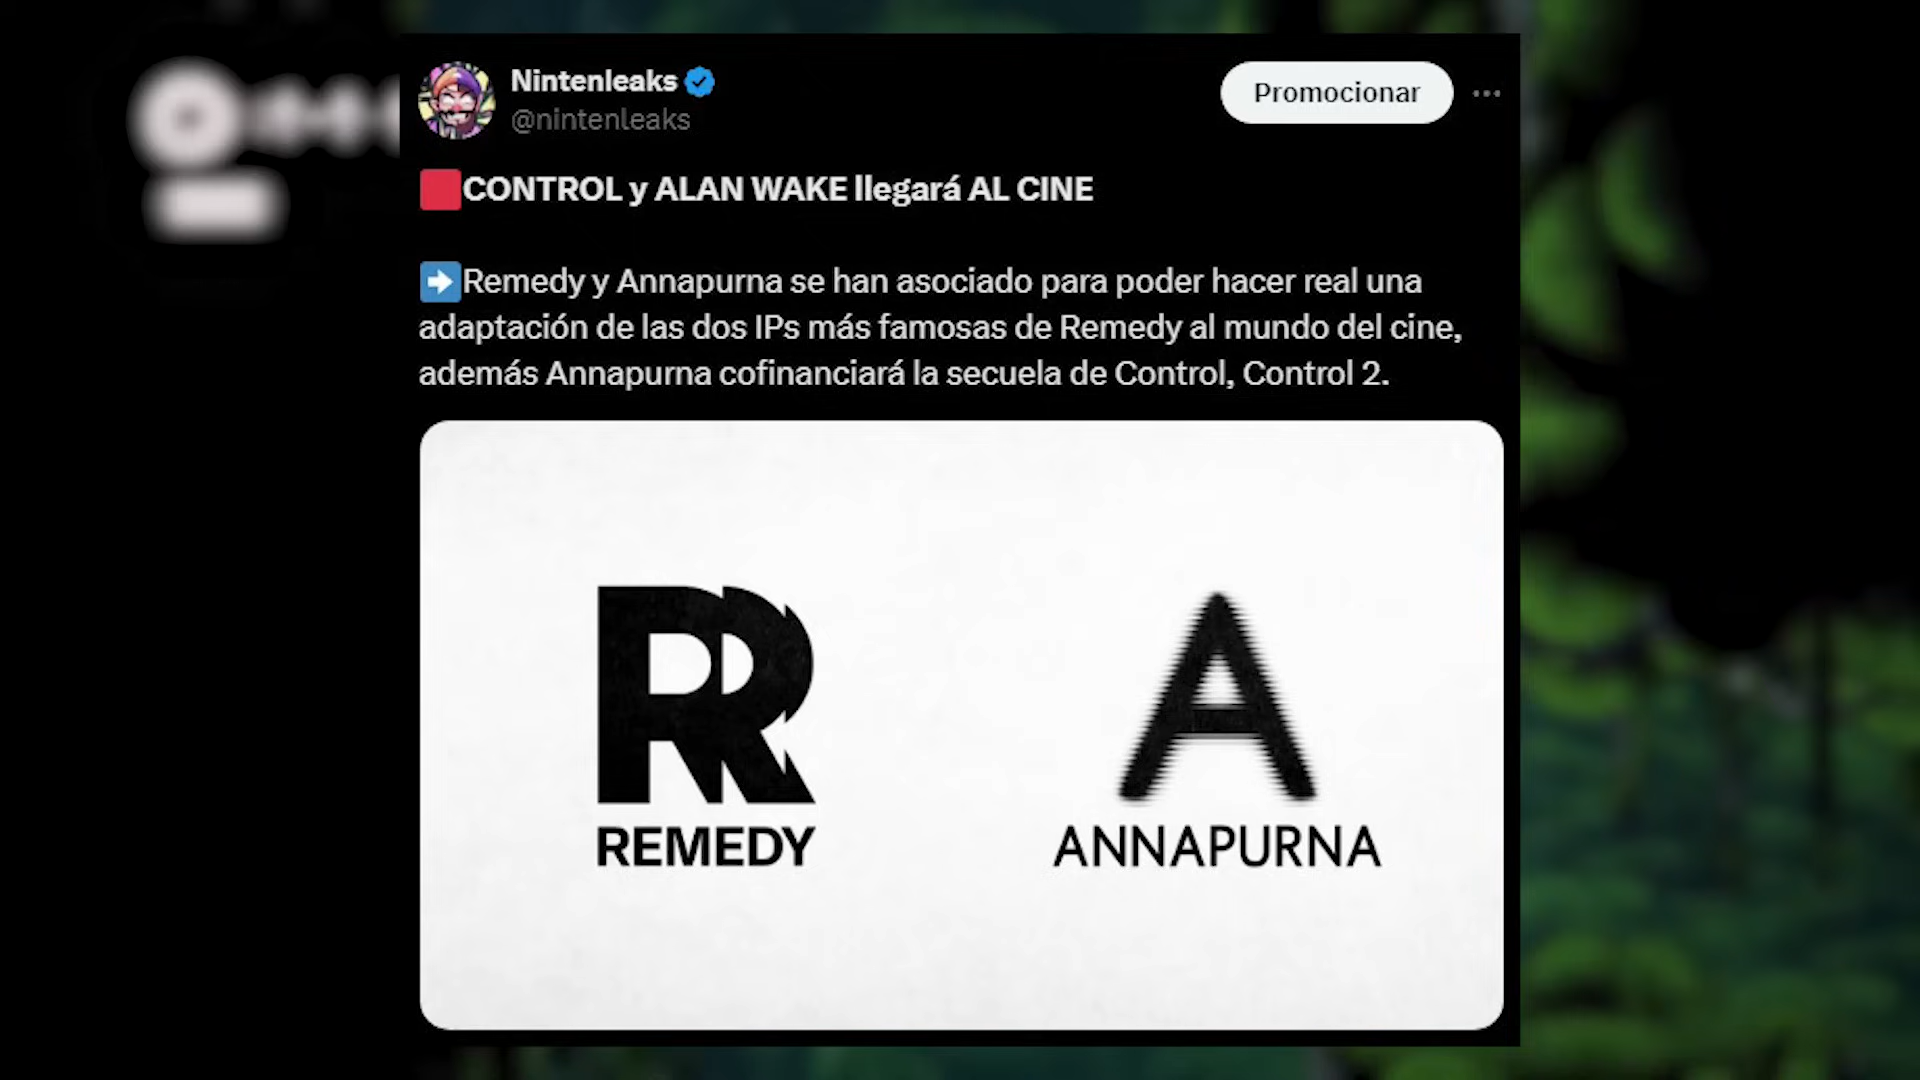 Nintenleaks
@nintenleaks
Promocionar
CONTROL y ALAN WAKE llegará AL CINE
Remedy y Annapurna se han asociado para poder hacer real una
adaptación de las dos IPs más famosas de Remedy al mundo del cine,
además Annapurna cofinanciará la secuela de Control, Control 2.
R
REMEDY
A
ANNAPURNA